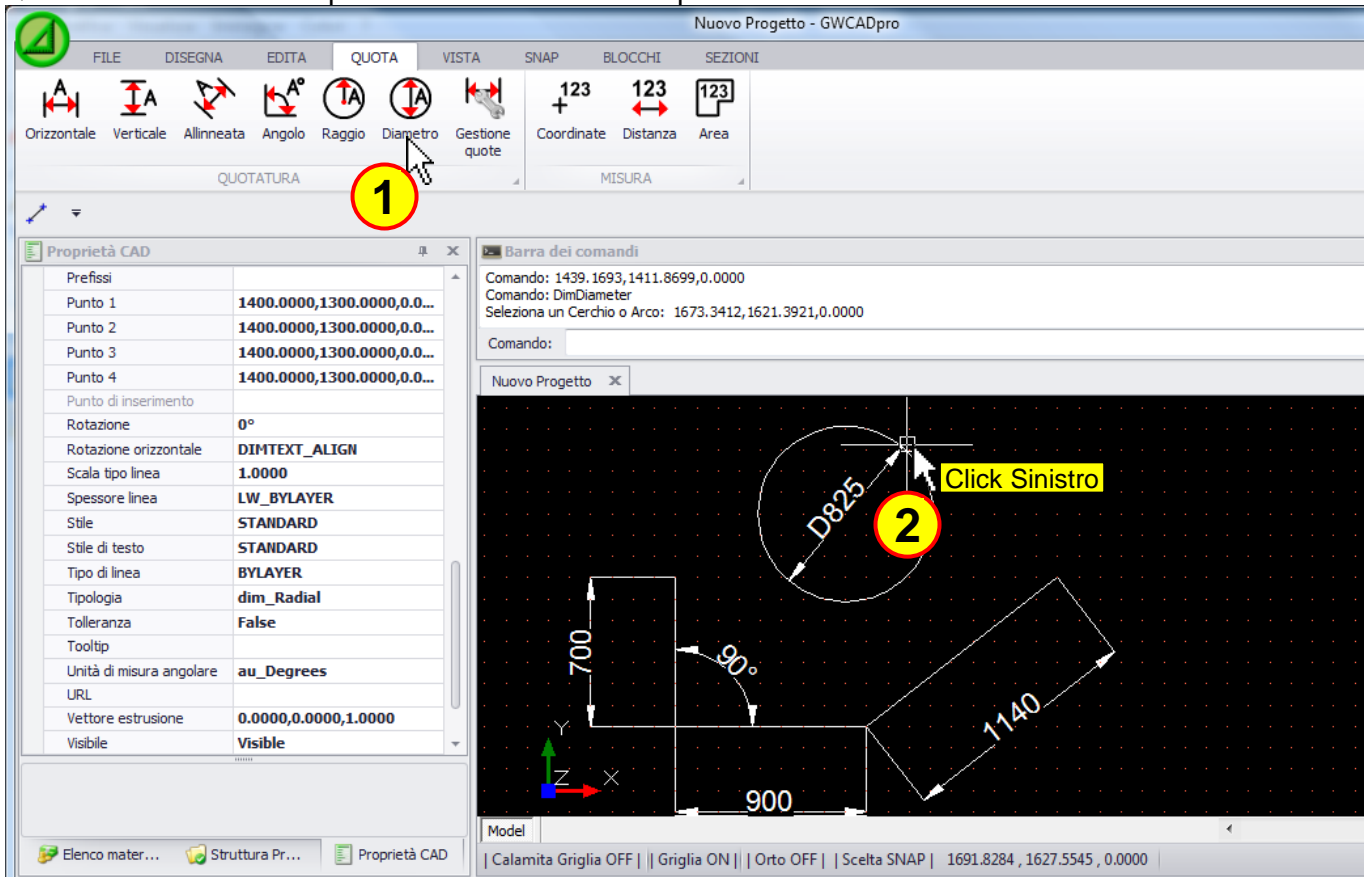 Nuovo Progetto - GWCADpro
FILE DISEGNA EDITA QUOTA VISTA SNAP BLOCCHI SEZIONI
A A A A° A A 123 123 123
Orizzontale Verticale Allinneata Angolo Raggio Diametro Gestione quote Coordinate Distanza Area
QUOTATURA MISURA
1
Proprietà CAD
Prefissi
Punto 1 1400.0000,1300.0000,0.0...
Punto 2 1400.0000,1300.0000,0.0...
Punto 3 1400.0000,1300.0000,0.0...
Punto 4 1400.0000,1300.0000,0.0...
Punto di inserimento
Rotazione 0°
Rotazione orizzontale DIMTEXT_ALIGN
Scala tipo linea 1.0000
Spessore linea LW_BYLAYER
Stile STANDARD
Stile di testo STANDARD
Tipo di linea BYLAYER
Tipologia dim_Radial
Tolleranza False
Tooltip
Unità di misura angolare au_Degrees
URL
Vettore estrusione 0.0000,0.0000,1.0000
Visibile Visible
Elenco mater... Struttura Pr... Proprietà CAD
Barra dei comandi
Comando: 1439.1693,1411.8699,0.0000
Comando: DimDiameter
Seleziona un Cerchio o Arco: 1673.3412,1621.3921,0.0000
Comando:
Nuovo Progetto
Click Sinistro
D825
2
700
90°
1140
Y
Z X
900
Model
| Calamita Griglia OFF | | Griglia ON | | Orto OFF | | Scelta SNAP | 1691.8284 , 1627.5545 , 0.0000